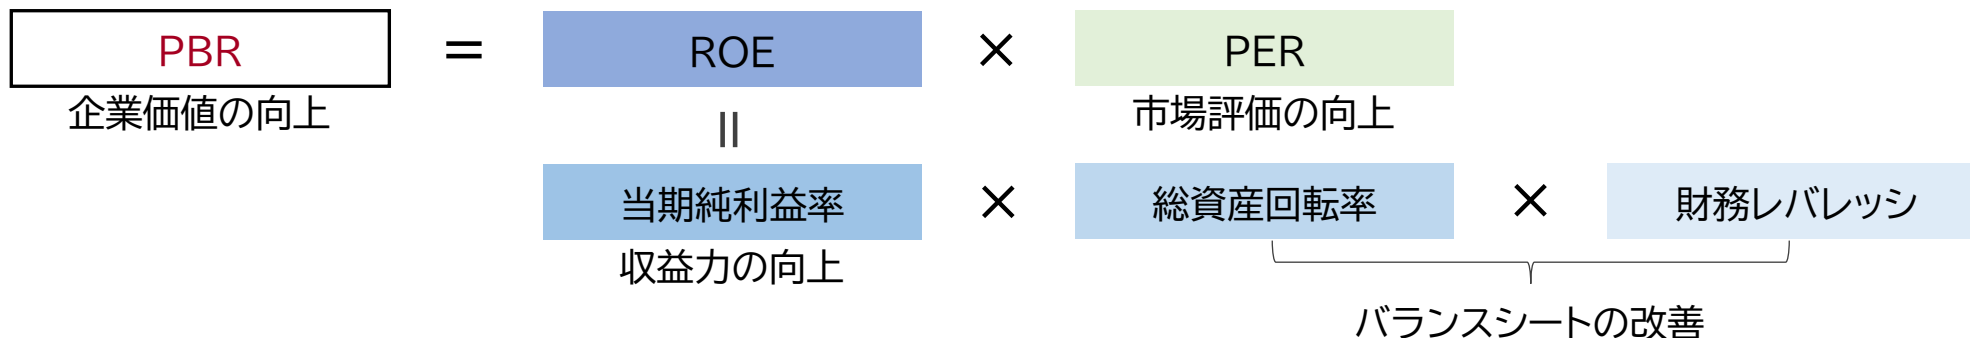 PBR = ROE × PER
企業価値の向上
市場評価の向上
=
当期純利益率 × 総資産回転率 × 財務レバレッシ
収益力の向上
バランスシートの改善